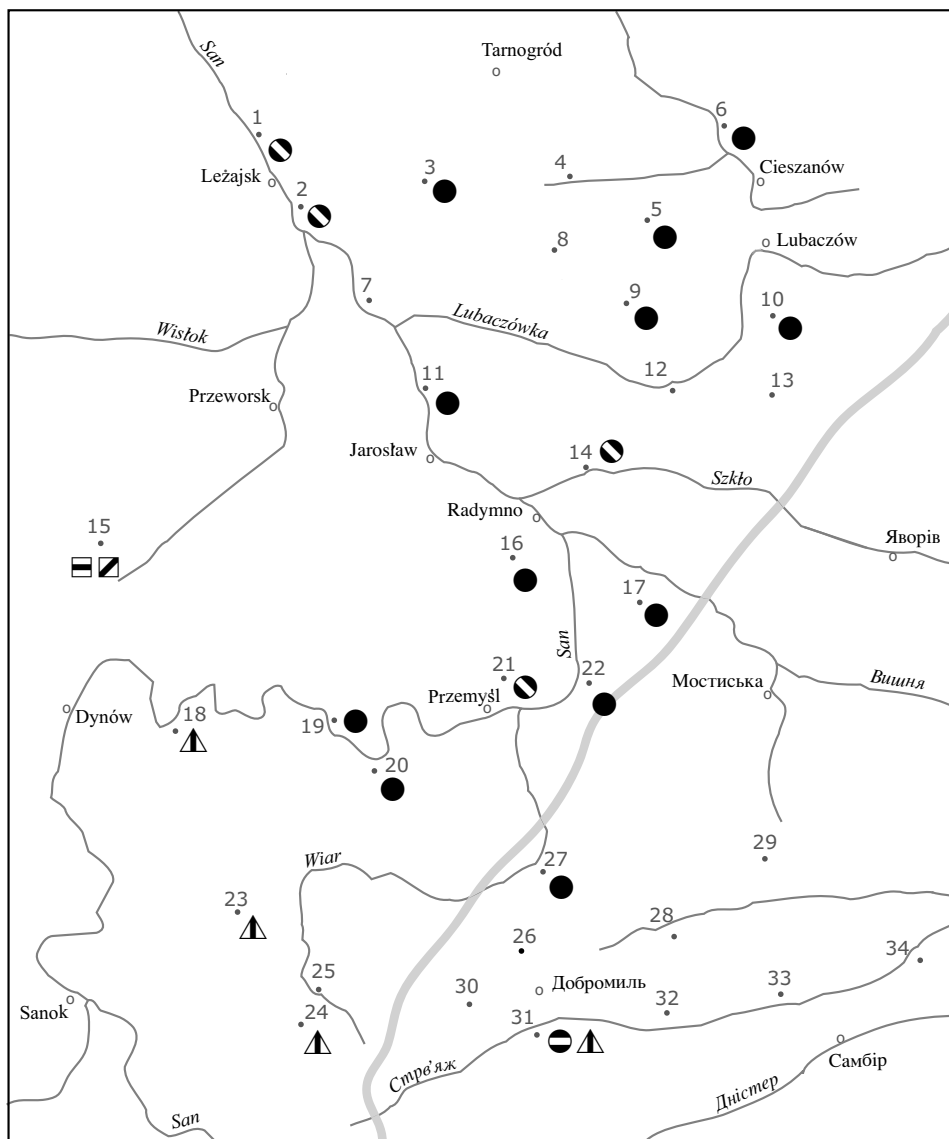 San
Tarnogród
1
6
Leżajsk
3
4
Cieszanów
2
5
8
Lubaczów
7
9
10
Wisłok
Lubaczówka
11
12
13
Przeworsk
Jarosław
14
Szkło
Radymno
15
16
Яворів
17
San
21
22
Przemyśl
Мостиська
Вишня
Dynów
18
19
20
Wiar
27
29
23
28
26
34
25
Добромиль
33
Sanok
30
32
24
31
Стрв'яж
Самбір
Дністер
San